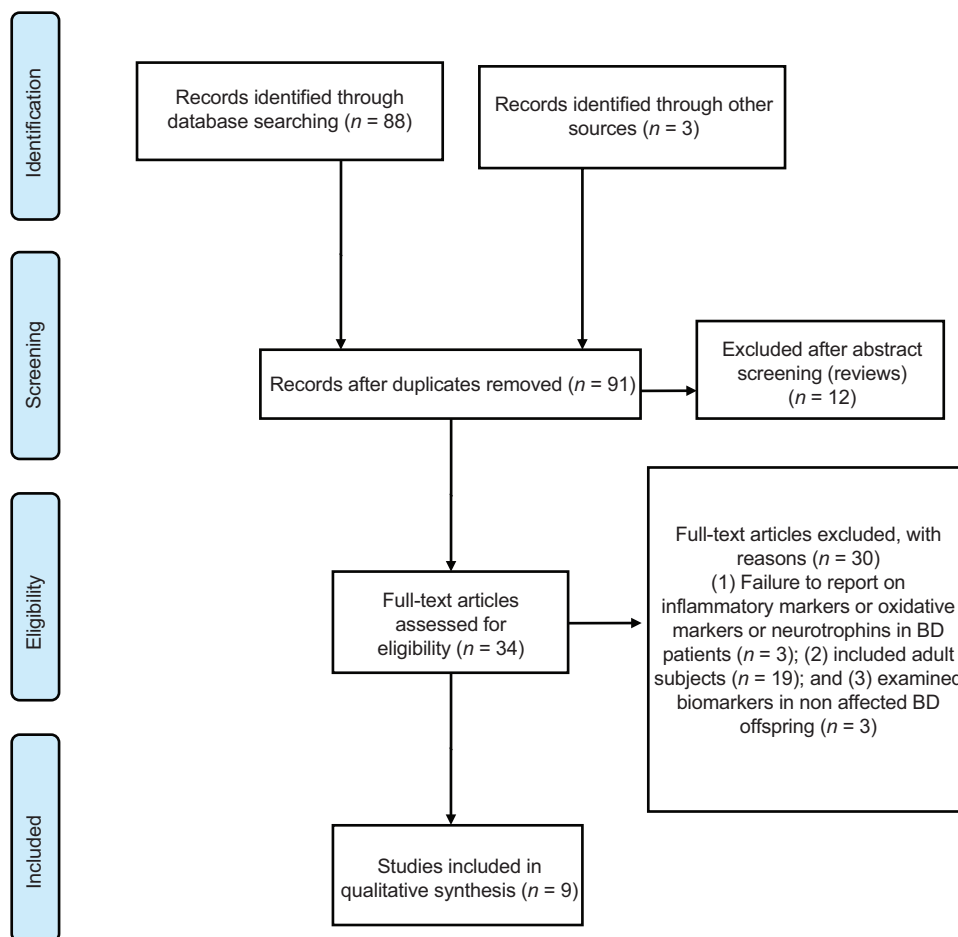 Identification
Records identified through
database searching (n = 88)
Records identified through other
sources (n = 3)
Screening
Records after duplicates removed (n = 91)
Excluded after abstract
screening (reviews)
(n = 12)
Eligibility
Full-text articles
assessed for
eligibility (n = 34)
Full-text articles excluded, with
reasons (n = 30)
(1) Failure to report on
inflammatory markers or oxidative
markers or neurotrophins in BD
patients (n = 3); (2) included adult
subjects (n = 19); and (3) examined
biomarkers in non affected BD
offspring (n = 3)
Included
Studies included in
qualitative synthesis (n = 9)